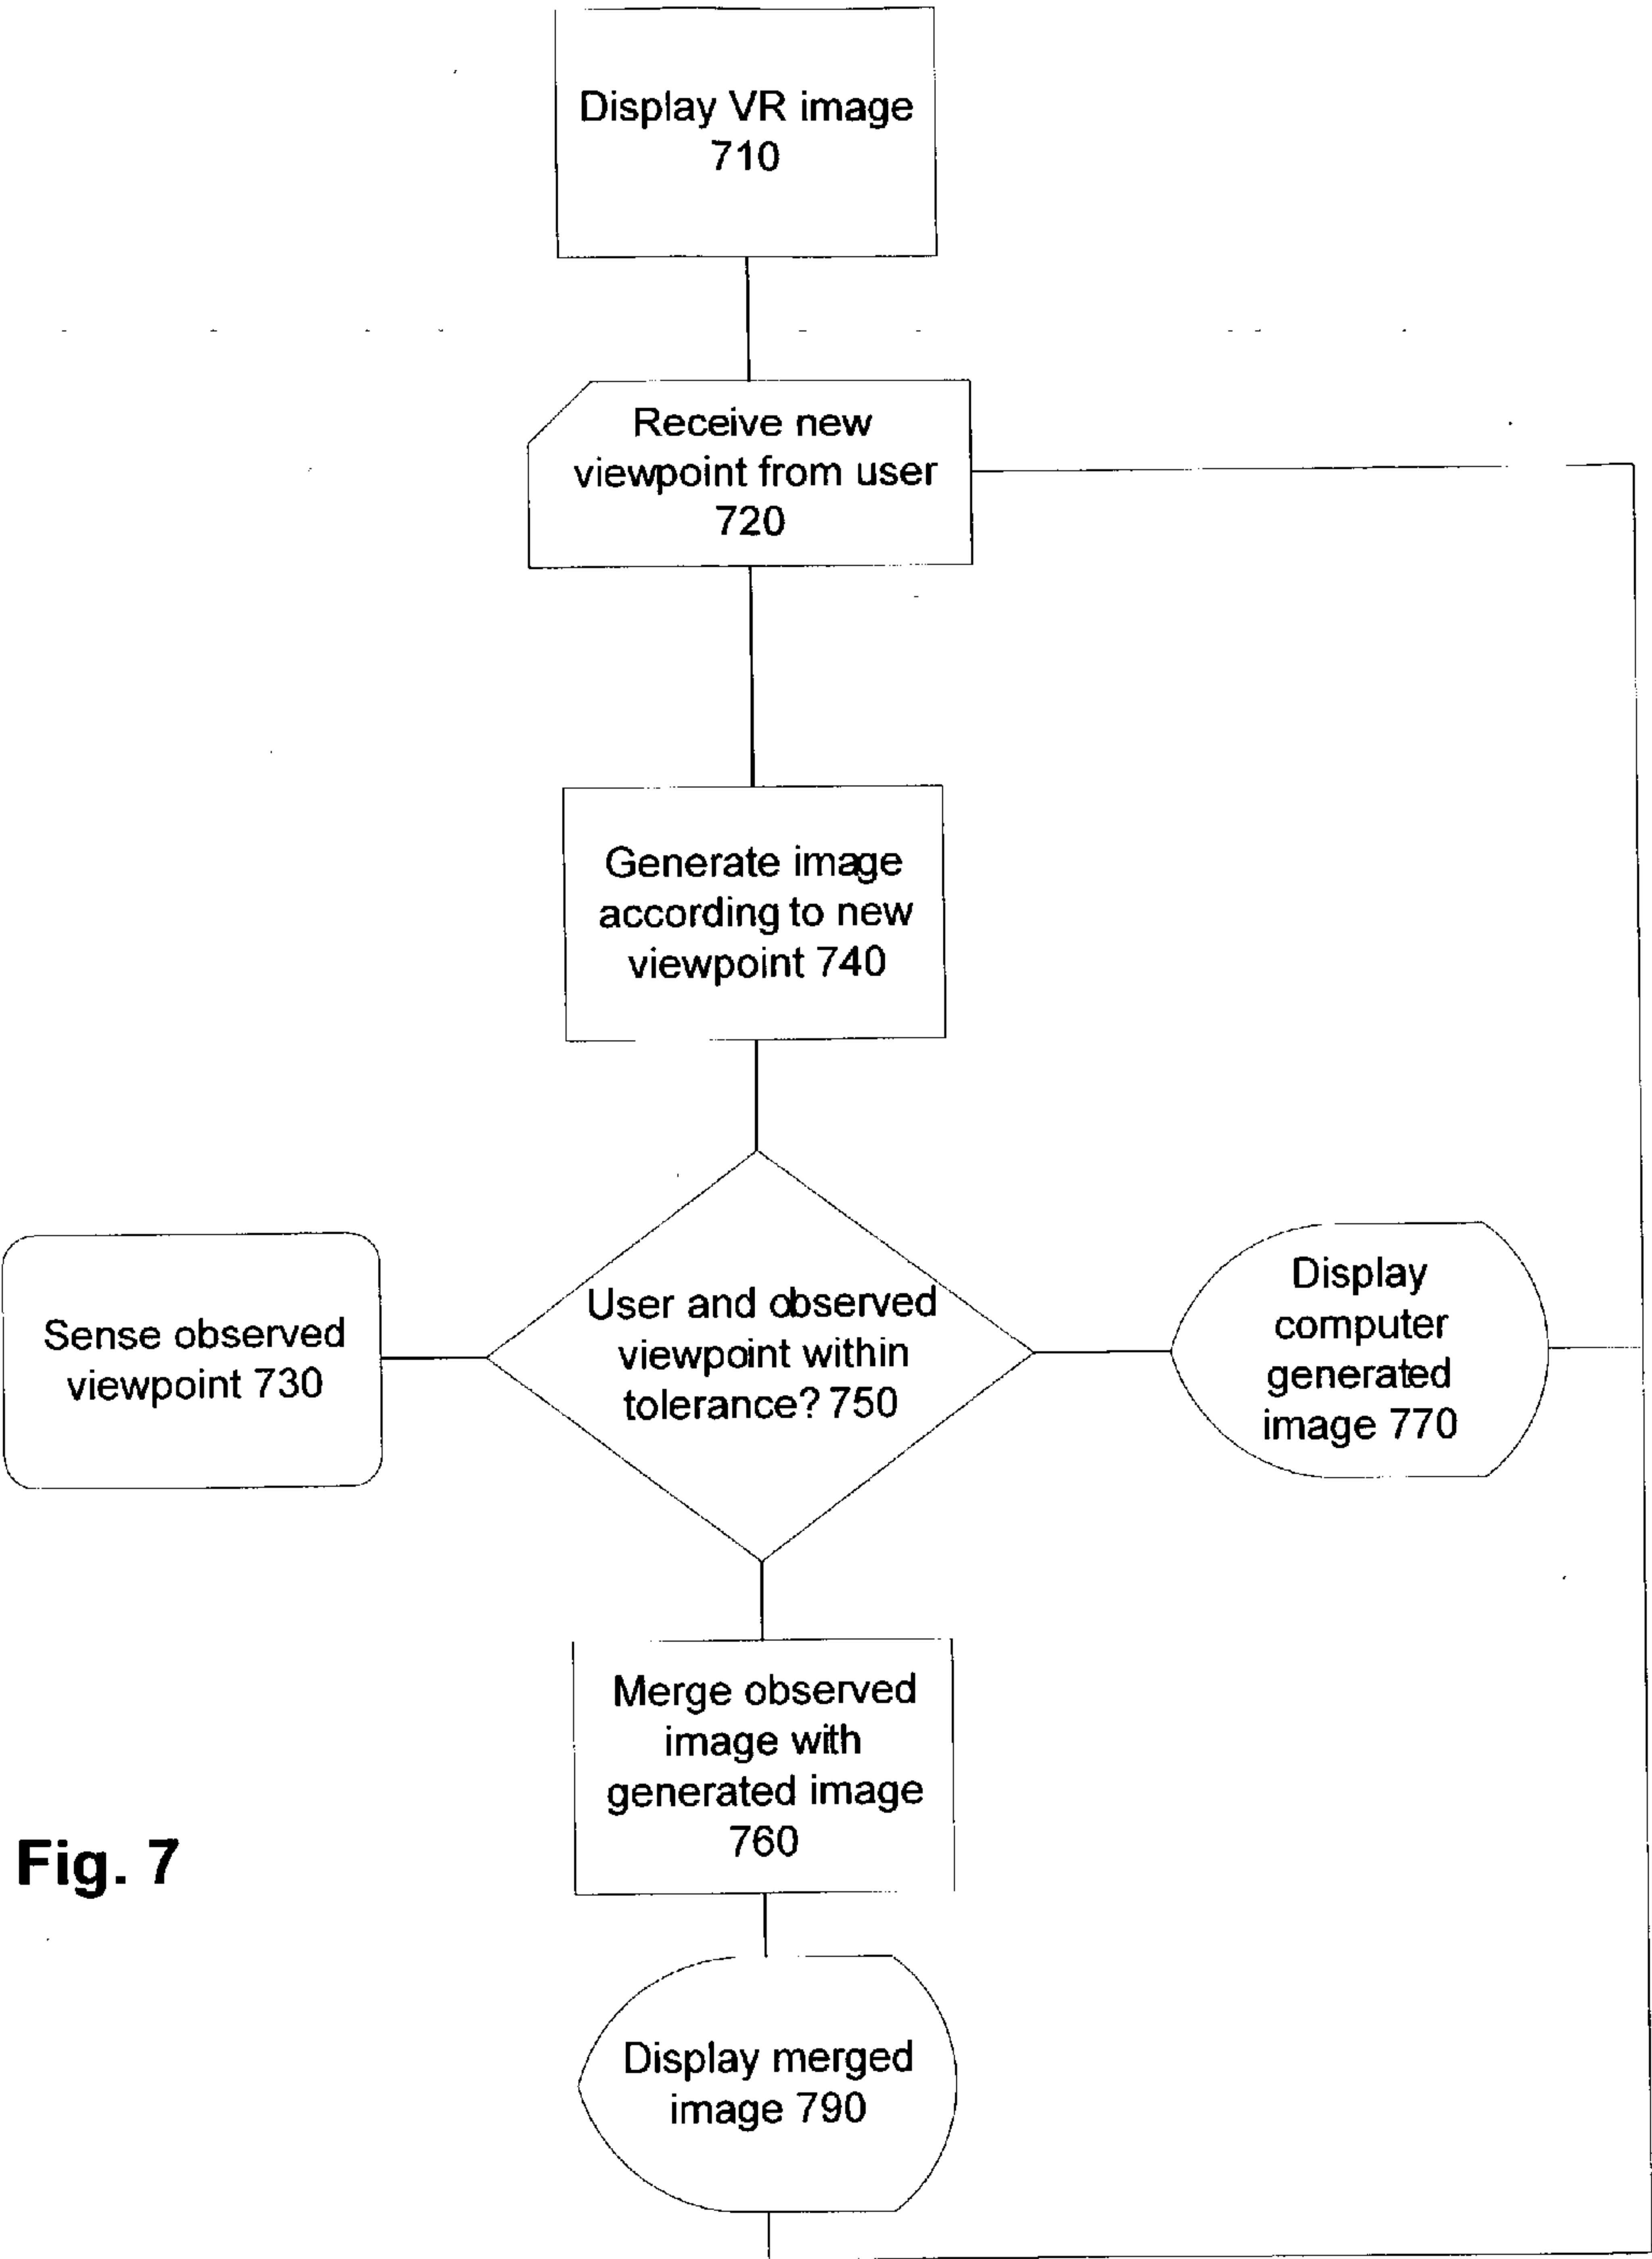 Display VR image
710
Receive new
viewpoint from user
720
Generate image
according to new
viewpoint 740
User and observed
viewpoint within
tolerance? 750
Sense observed
viewpoint 730
Display
computer
generated
image 770
Merge observed
image with
generated image
760
Display merged
image 790
Fig. 7